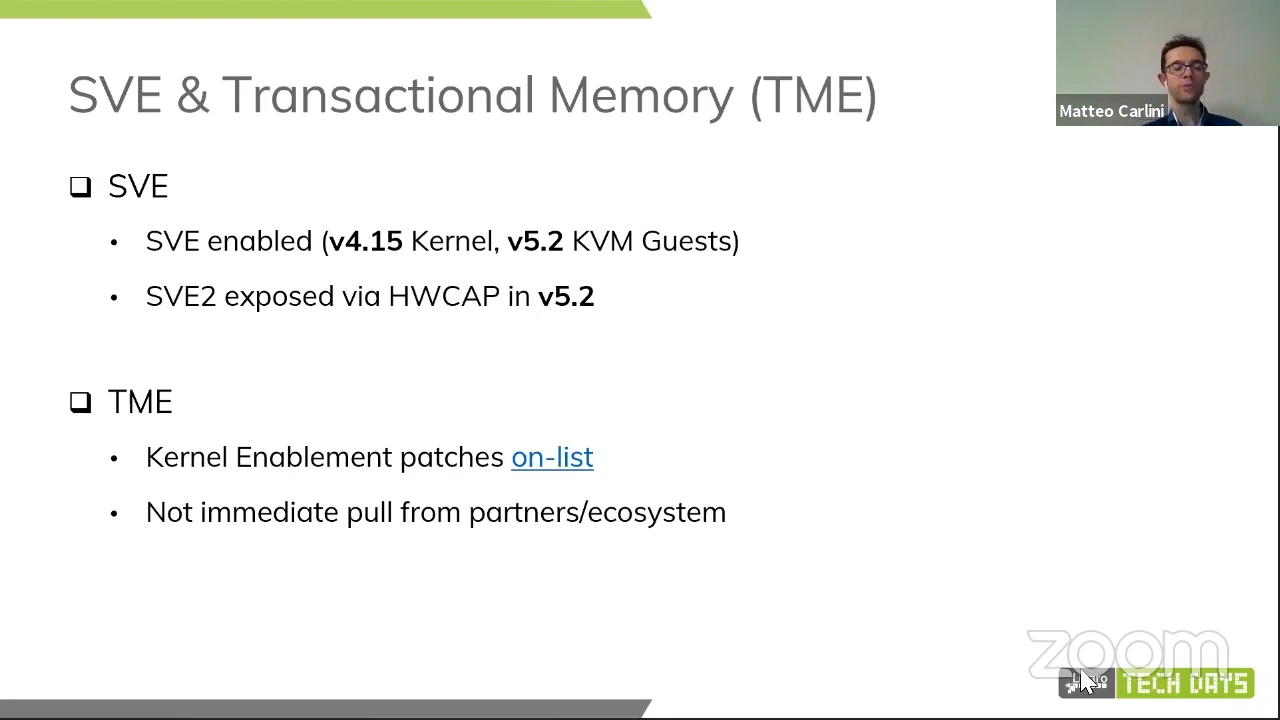 SVE & Transactional Memory (TME)
Matteo Carlini
❑ SVE
• SVE enabled (v4.15 Kernel, v5.2 KVM Guests)
• SVE2 exposed via HWCAP in v5.2
❑ TME
• Kernel Enablement patches on-list
• Not immediate pull from partners/ecosystem
zoom
TECH DAYS